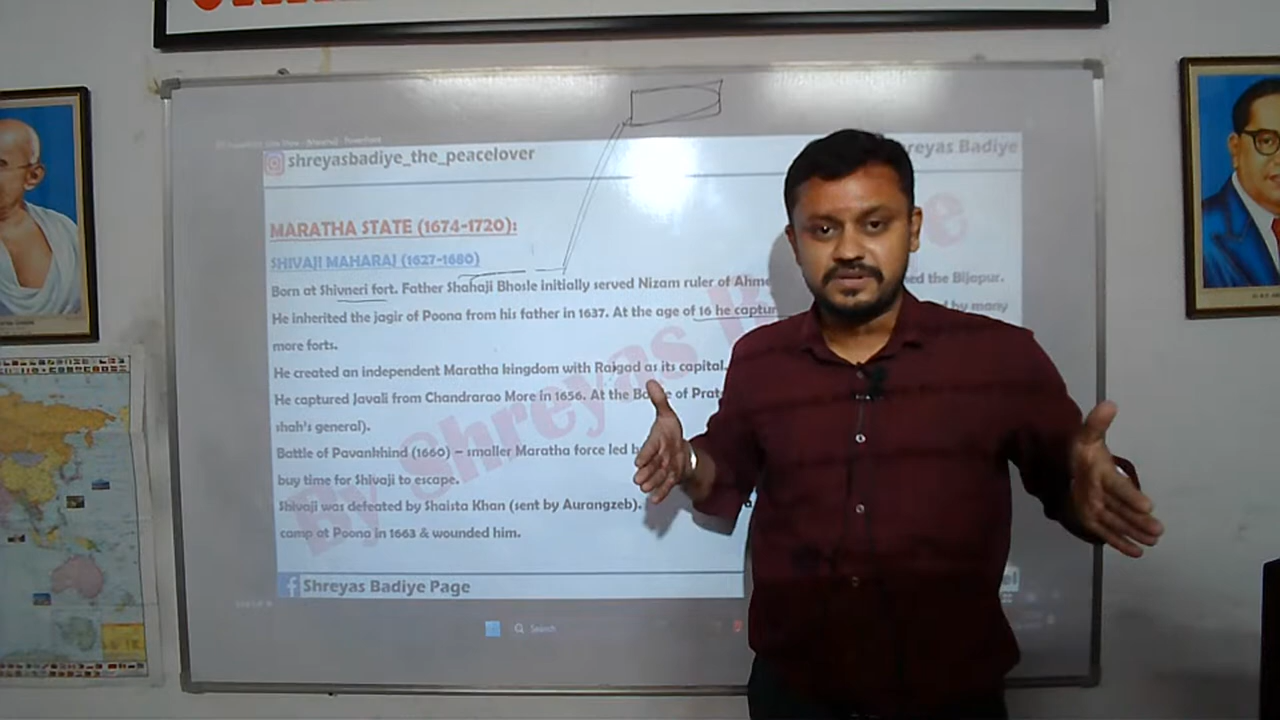 shreyasbadiye_the_peacelover
reyas Badiye
MARATHA STATE (1674-1720):
SHIVAJI MAHARAJ (1627-1680)
Born at Shivneri fort. Father Shahaji Bhosle initially served Nizam ruler of Ahme ed the Bijapur.
He inherited the jagir of Poona from his father in 1637. At the age of 16 he captur d by many
more forts.
He created an independent Maratha kingdom with Raigad as its capital.
He captured Javali from Chandrarao More in 1656. At the Ba e of Prat
shah's general).
Battle of Pavankhind (1660) – smaller Maratha force led b
buy time for Shivaji to escape.
Shivaji was defeated by Shaista Khan (sent by Aurangzeb).
camp at Poona in 1663 & wounded him.
By Shreyas B
Shreyas Badiye Page
Search